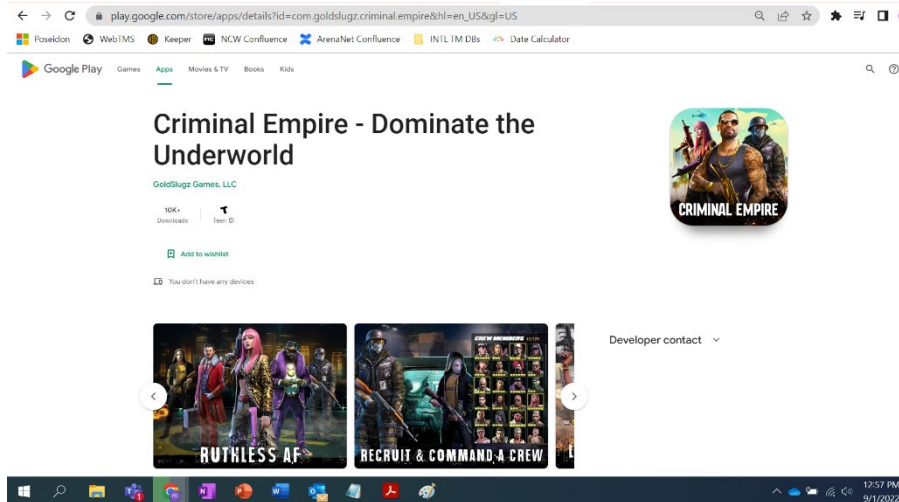 play.google.com/store/apps/details?id=com.goldslugz.criminal.empire&hl=en_US&gl=US
Poseidon WebTMS Keeper NCW Confluence ArenaNet Confluence INTL TM DBs Date Calculator
Google Play Games Apps Movies & TV Books Kids
Criminal Empire - Dominate the
Underworld
GoldSlugz Games, LLC
10K+
Downloads
Teen
Add to wishlist
You don't have any devices
CRIMINAL EMPIRE
Developer contact
RUTHLESS AF
CREW MEMBERS
RECRUIT & COMMAND A CREW
12:57 PM
9/1/2022